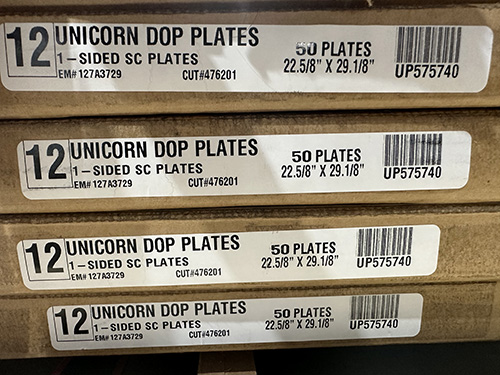 12 UNICORN DOP PLATES 50 PLATES
1-SIDED SC PLATES 22.5/8" X 29.1/8"
EM# 127A3729 CUT#476201 UP575740
12 UNICORN DOP PLATES 50 PLATES
1-SIDED SC PLATES 22.5/8" X 29.1/8"
EM# 127A3729 CUT#476201 UP575740
12 UNICORN DOP PLATES 50 PLATES
1-SIDED SC PLATES 22.5/8" X 29.1/8"
EM# 127A3729 CUT#476201 UP575740
12 UNICORN DOP PLATES 50 PLATES
1-SIDED SC PLATES 22.5/8" X 29.1/8"
EM# 127A3729 CUT#476201 UP575740